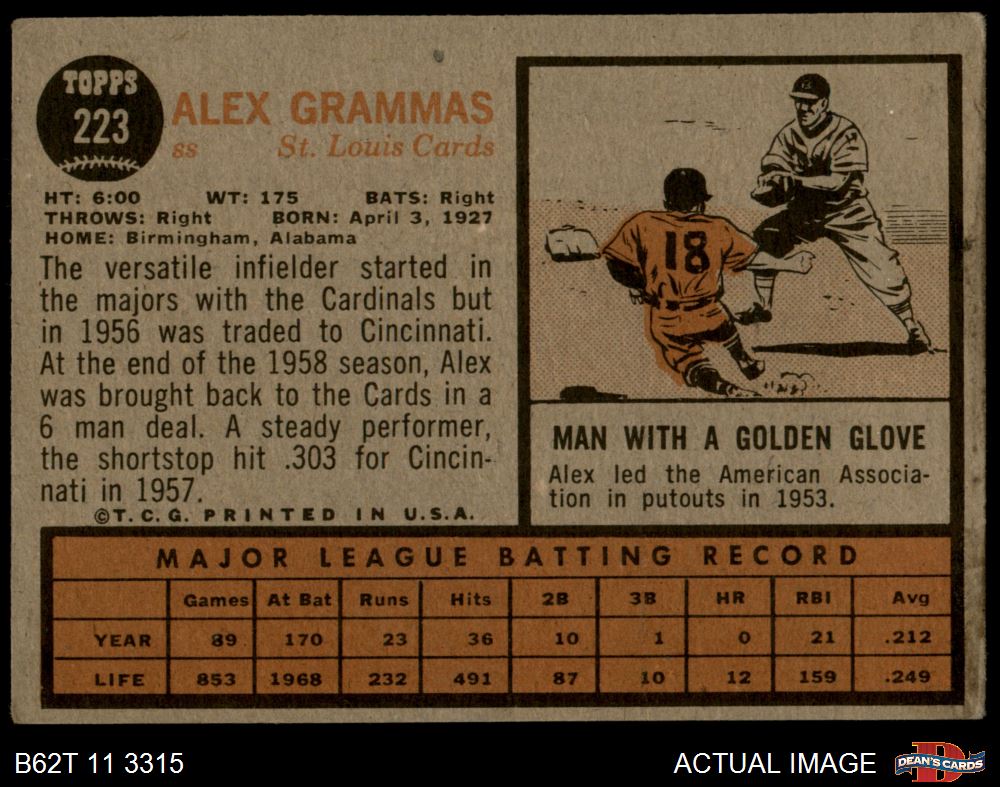 TOPPS
223
ALEX GRAMMAS
ss St. Louis Cards
HT: 6:00 WT: 175 BATS: Right
THROWS: Right BORN: April 3, 1927
HOME: Birmingham, Alabama
The versatile infielder started in
the majors with the Cardinals but
in 1956 was traded to Cincinnati.
At the end of the 1958 season, Alex
was brought back to the Cards in a
6 man deal. A steady performer,
the shortstop hit .303 for Cincin-
nati in 1957.
©T.C.G. PRINTED IN U.S.A.
18
MAN WITH A GOLDEN GLOVE
Alex led the American Associa-
tion in putouts in 1953.
MAJOR LEAGUE BATTING RECORD
Games At Bat Runs Hits 2B 3B HR RBI Avg
YEAR 89 170 23 36 10 1 0 21 .212
LIFE 853 1968 232 491 87 10 12 159 .249
B62T 11 3315 ACTUAL IMAGE
DEAN'S CARDS